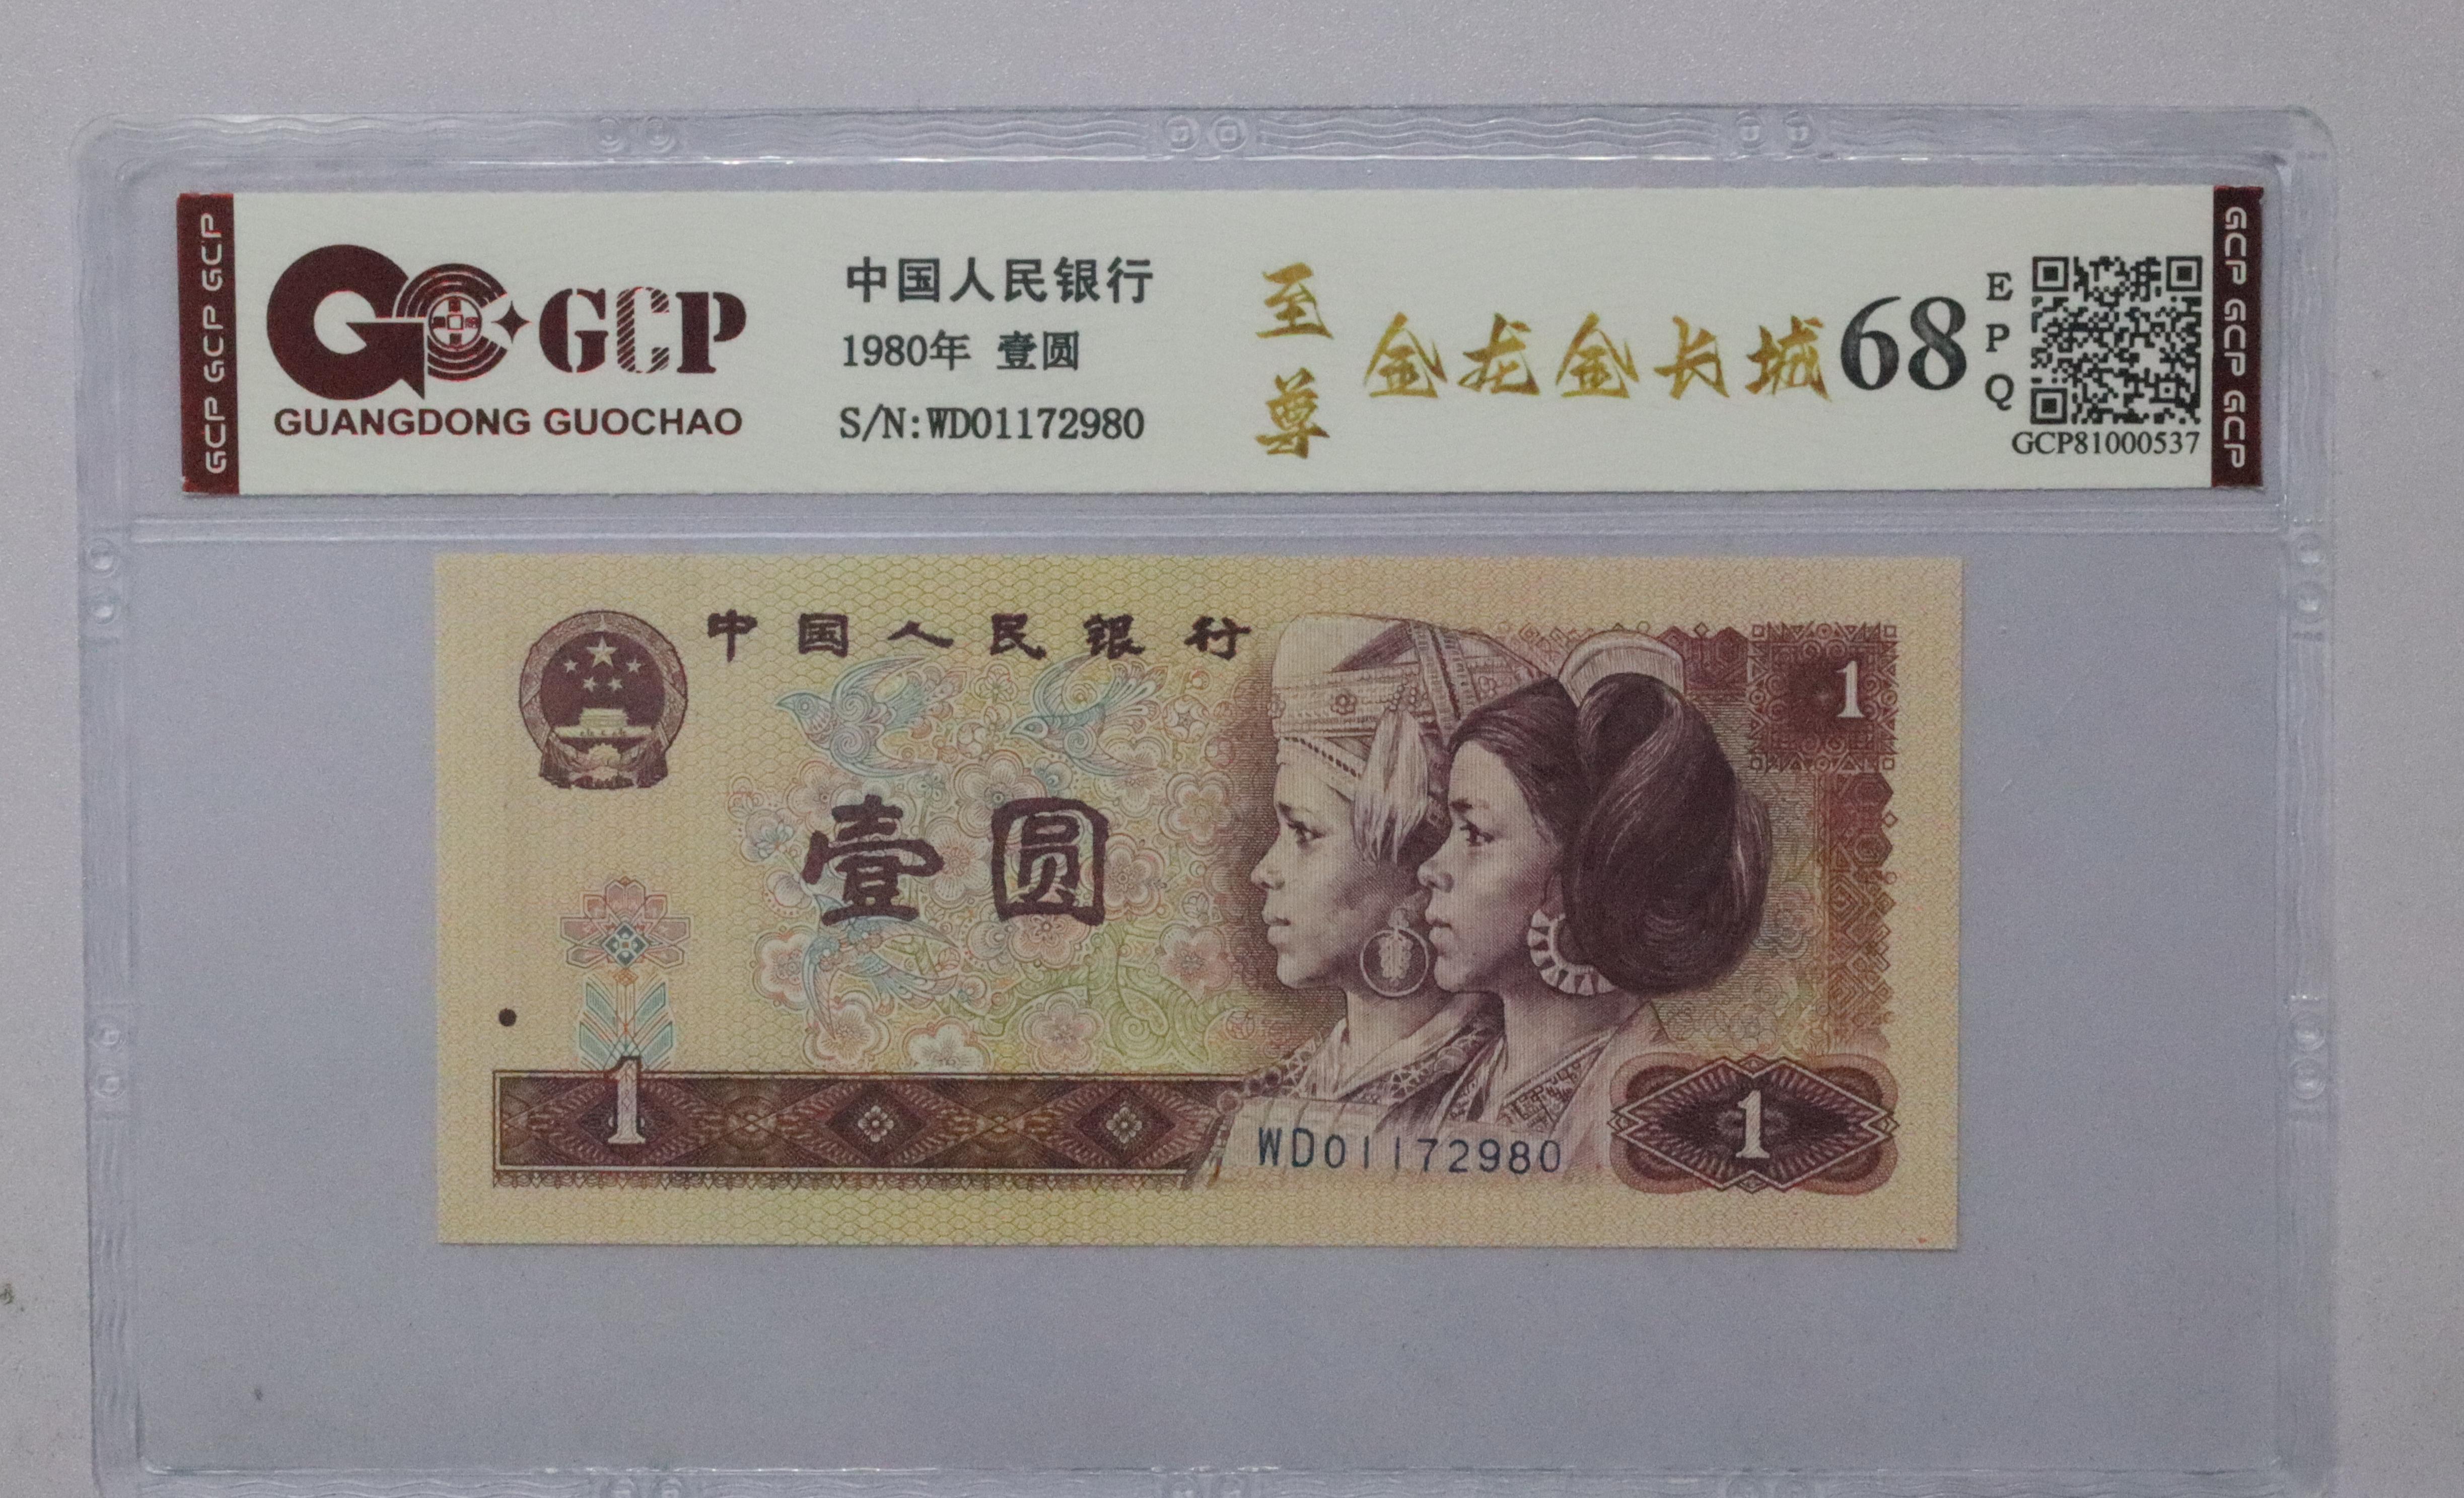 GCP GCP GCP
GCP
GUANGDONG GUOCHAO
中国人民银行
1980年 壹圆
S/N:WD01172980
至尊
金龙金长城
68
EPQ
GCP81000537
GCP GCP GCP
中国人民银行
1
壹圆
1
WD01172980
1